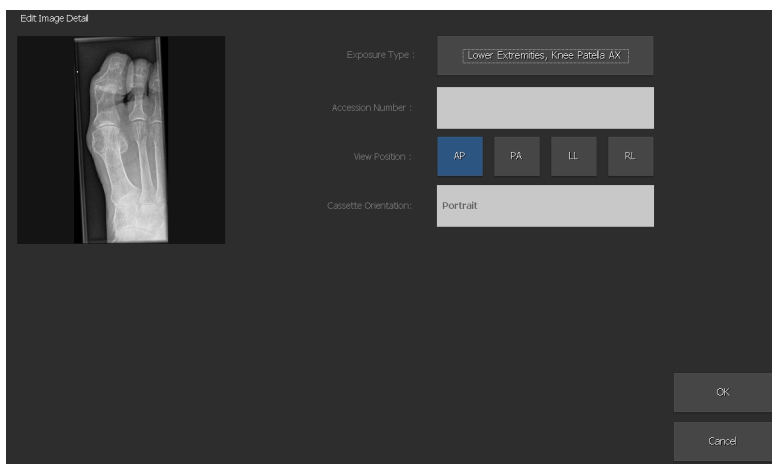 Edit Image Detail
Exposure Type :
Lower Extremities, Knee Patella AX
Accession Number :
View Position :
AP
PA
LL
RL
Cassette Orientation:
Portrait
OK
Cancel